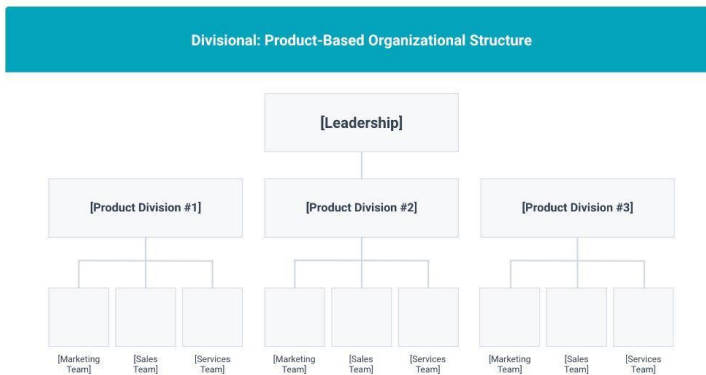 Divisional: Product-Based Organizational Structure
[Leadership]
[Product Division #1]
[Product Division #2]
[Product Division #3]
[Marketing
Team]
[Sales
Team]
[Services
Team]
[Marketing
Team]
[Sales
Team]
[Services
Team]
[Marketing
Team]
[Sales
Team]
[Services
Team]